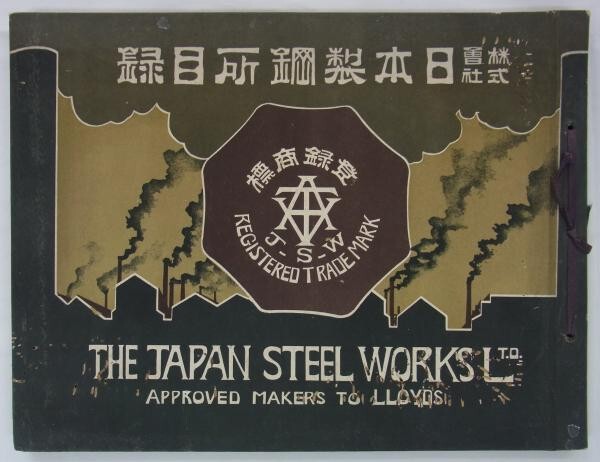 株式會社日本製鋼所目録
登録商標
J-S-W
REGISTERED TRADE MARK
THE JAPAN STEEL WORKS LTD.
APPROVED MAKERS TO LLOYDS